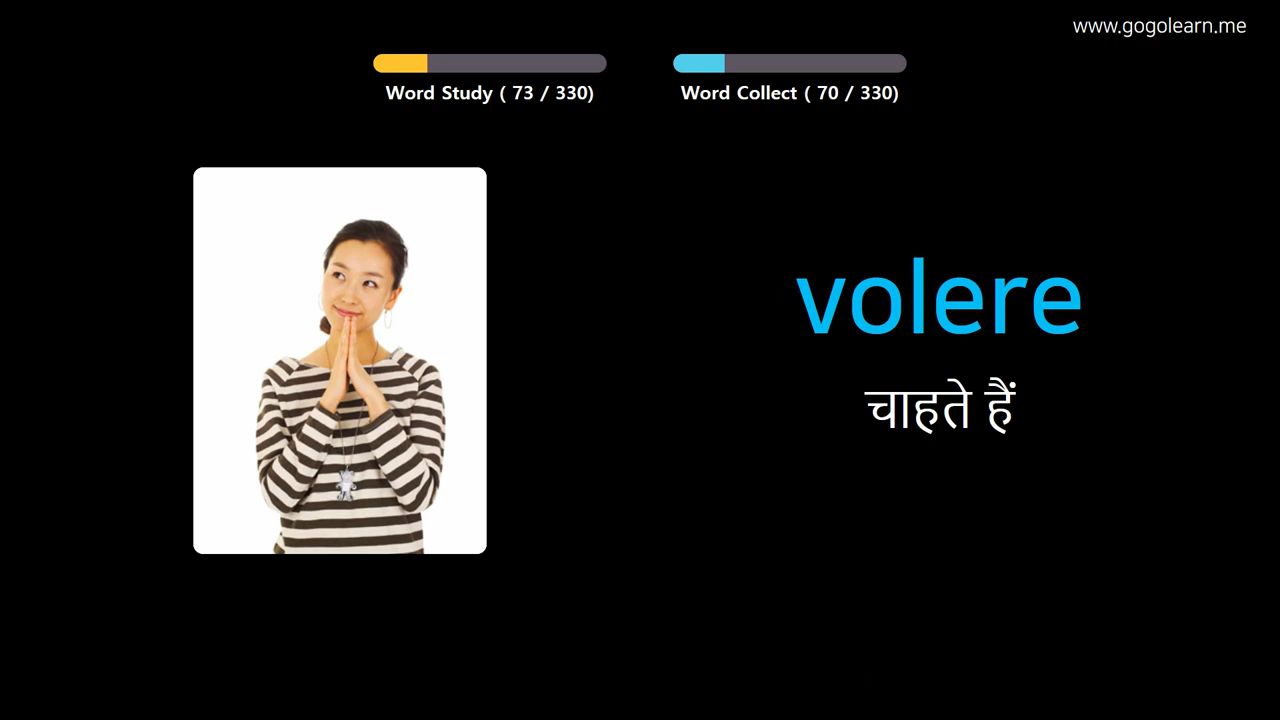 www.gogolearn.me
Word Study ( 73 / 330)
Word Collect ( 70 / 330)
volere
चाहते हैं